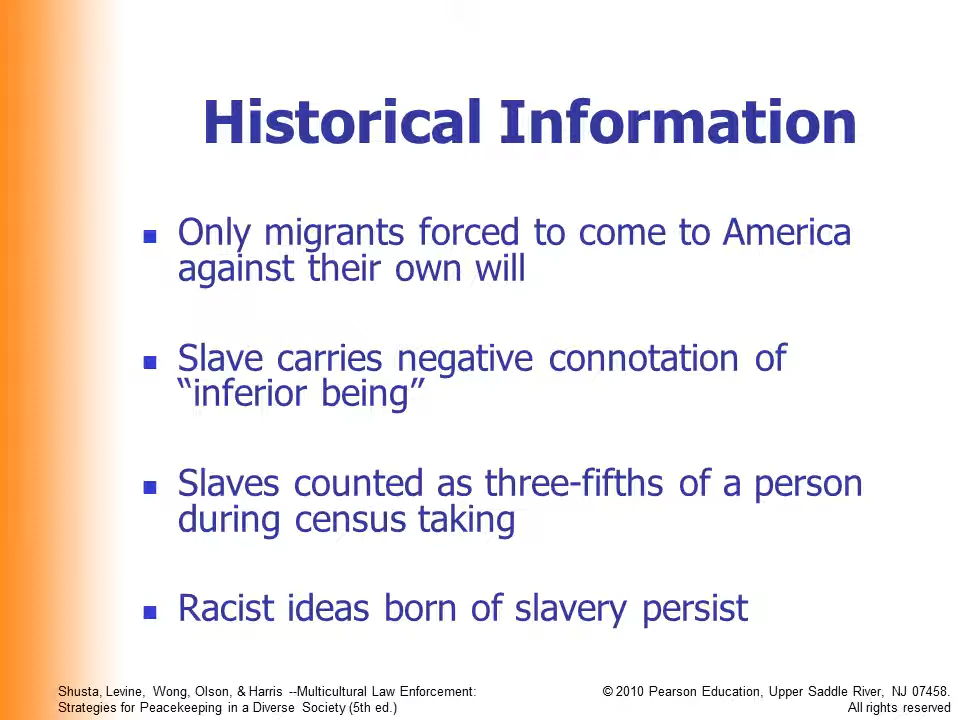 Historical Information
Only migrants forced to come to America
against their own will
Slave carries negative connotation of
“inferior being”
Slaves counted as three-fifths of a person
during census taking
Racist ideas born of slavery persist
Shusta, Levine, Wong, Olson, & Harris --Multicultural Law Enforcement:
Strategies for Peacekeeping in a Diverse Society (5th ed.)
© 2010 Pearson Education, Upper Saddle River, NJ 07458.
All rights reserved